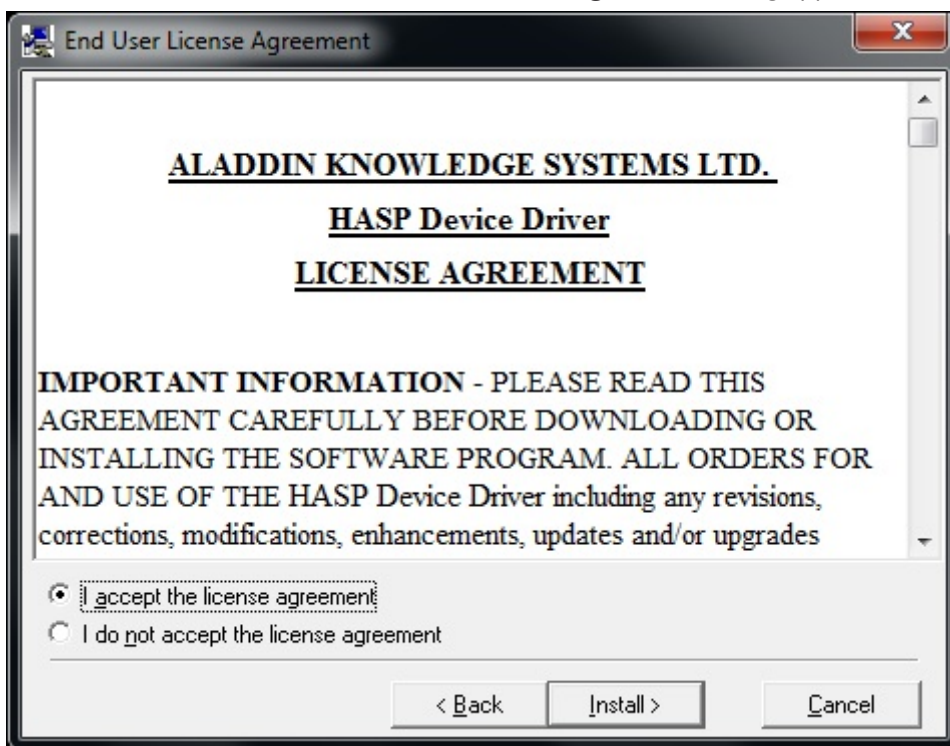 End User License Agreement
ALADDIN KNOWLEDGE SYSTEMS LTD.
HASP Device Driver
LICENSE AGREEMENT
IMPORTANT INFORMATION - PLEASE READ THIS
AGREEMENT CAREFULLY BEFORE DOWNLOADING OR
INSTALLING THE SOFTWARE PROGRAM. ALL ORDERS FOR
AND USE OF THE HASP Device Driver including any revisions,
corrections, modifications, enhancements, updates and/or upgrades
I accept the license agreement
I do not accept the license agreement
< Back Install > Cancel